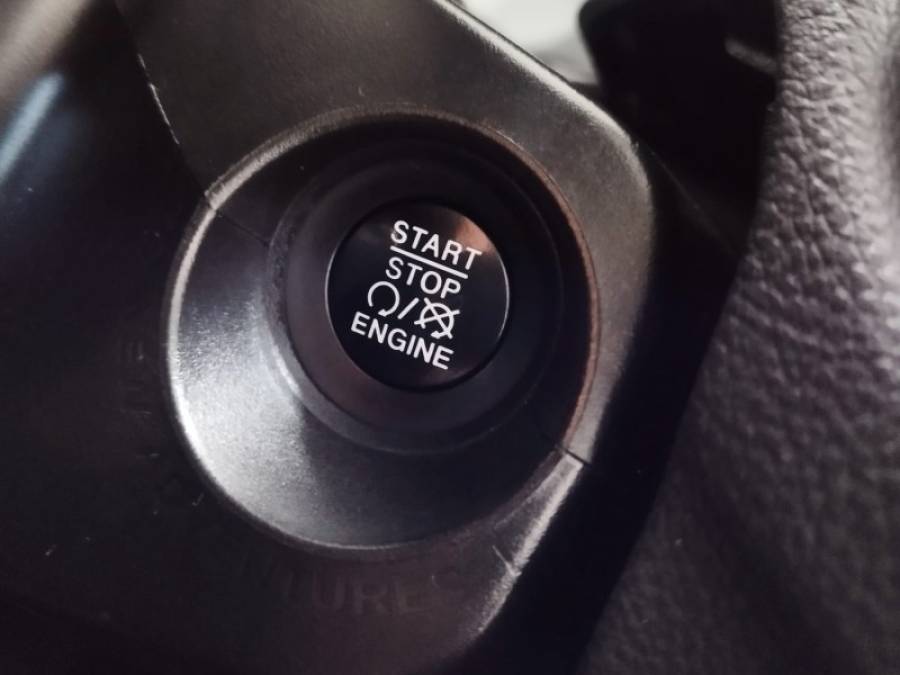 START
STOP
/
ENGINE